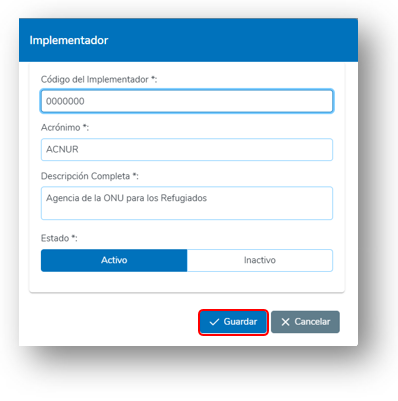 Implementador
Código del Implementador *:
0000000
Acrónimo *:
ACNUR
Descripción Completa *:
Agencia de la ONU para los Refugiados
Estado *:
Activo Inactivo
Guardar Cancelar